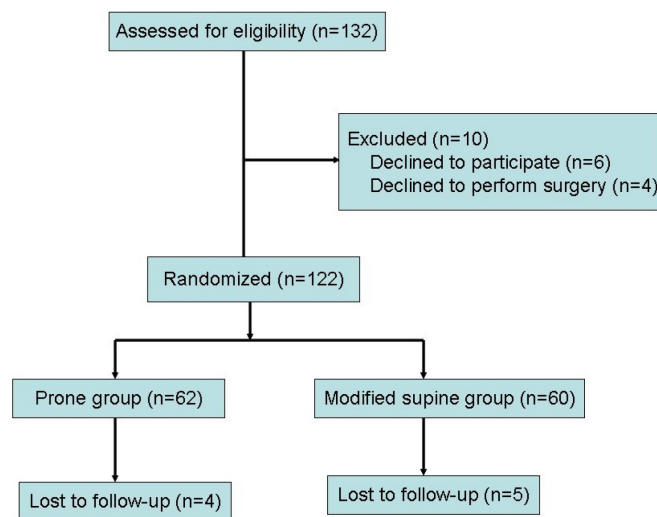 Assessed for eligibility (n=132)
Excluded (n=10)
Declined to participate (n=6)
Declined to perform surgery (n=4)
Randomized (n=122)
Prone group (n=62)
Modified supine group (n=60)
Lost to follow-up (n=4)
Lost to follow-up (n=5)